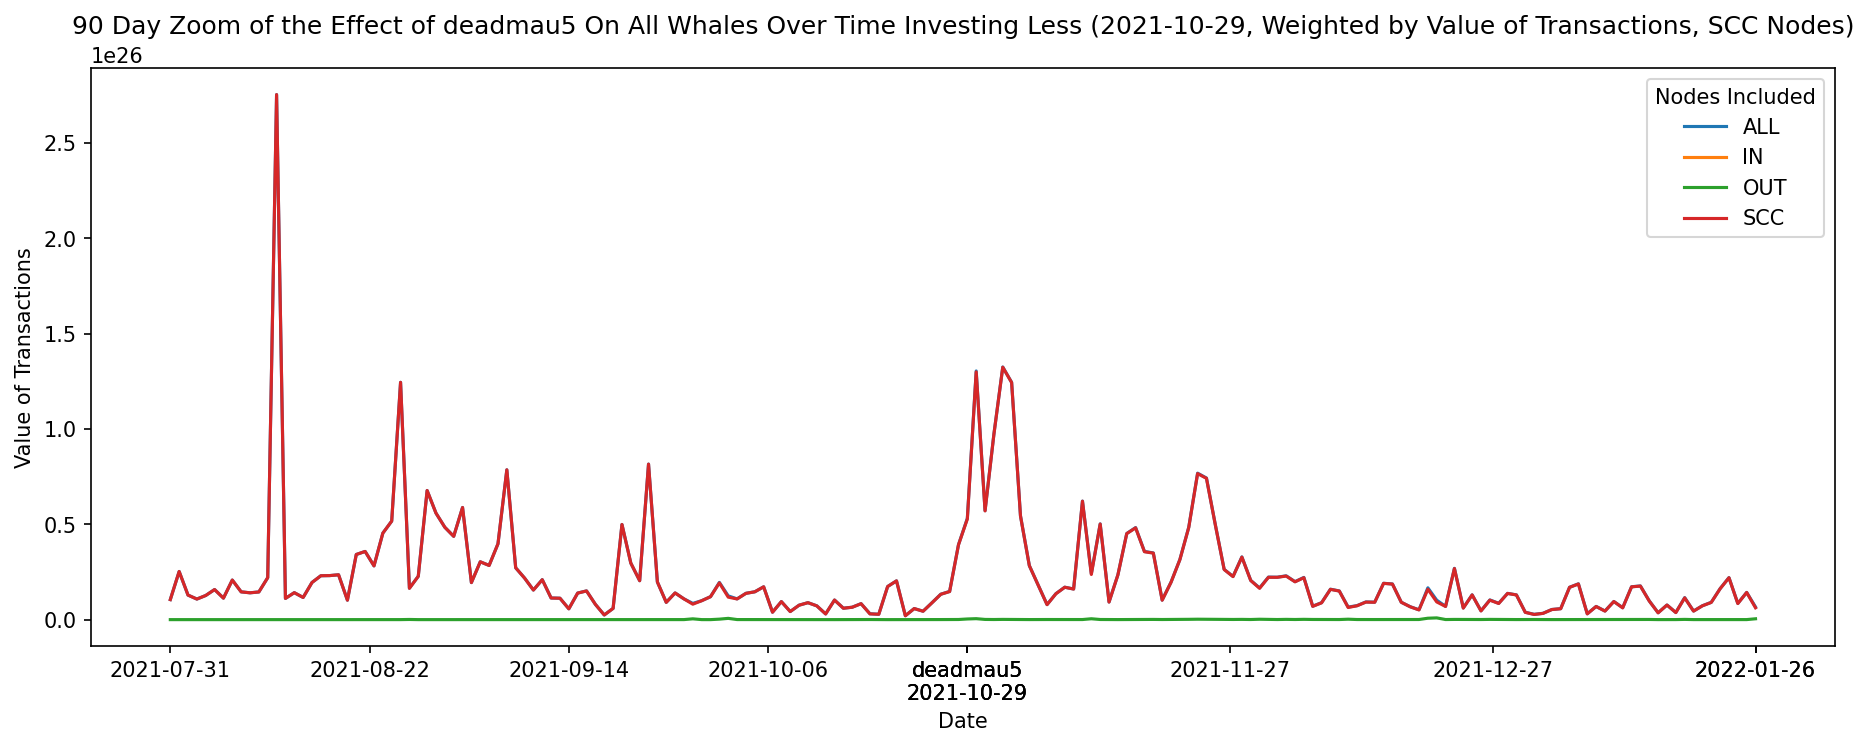 90 Day Zoom of the Effect of deadmau5 On All Whales Over Time Investing Less (2021-10-29, Weighted by Value of Transactions, SCC Nodes)
1e26
Nodes Included
ALL
IN
OUT
SCC
2.5
2.0
1.5
1.0
0.5
0.0
Value of Transactions
2021-07-31
2021-08-22
2021-09-14
2021-10-06
deadmau5
2021-10-29
2021-11-27
2021-12-27
2022-01-26
Date